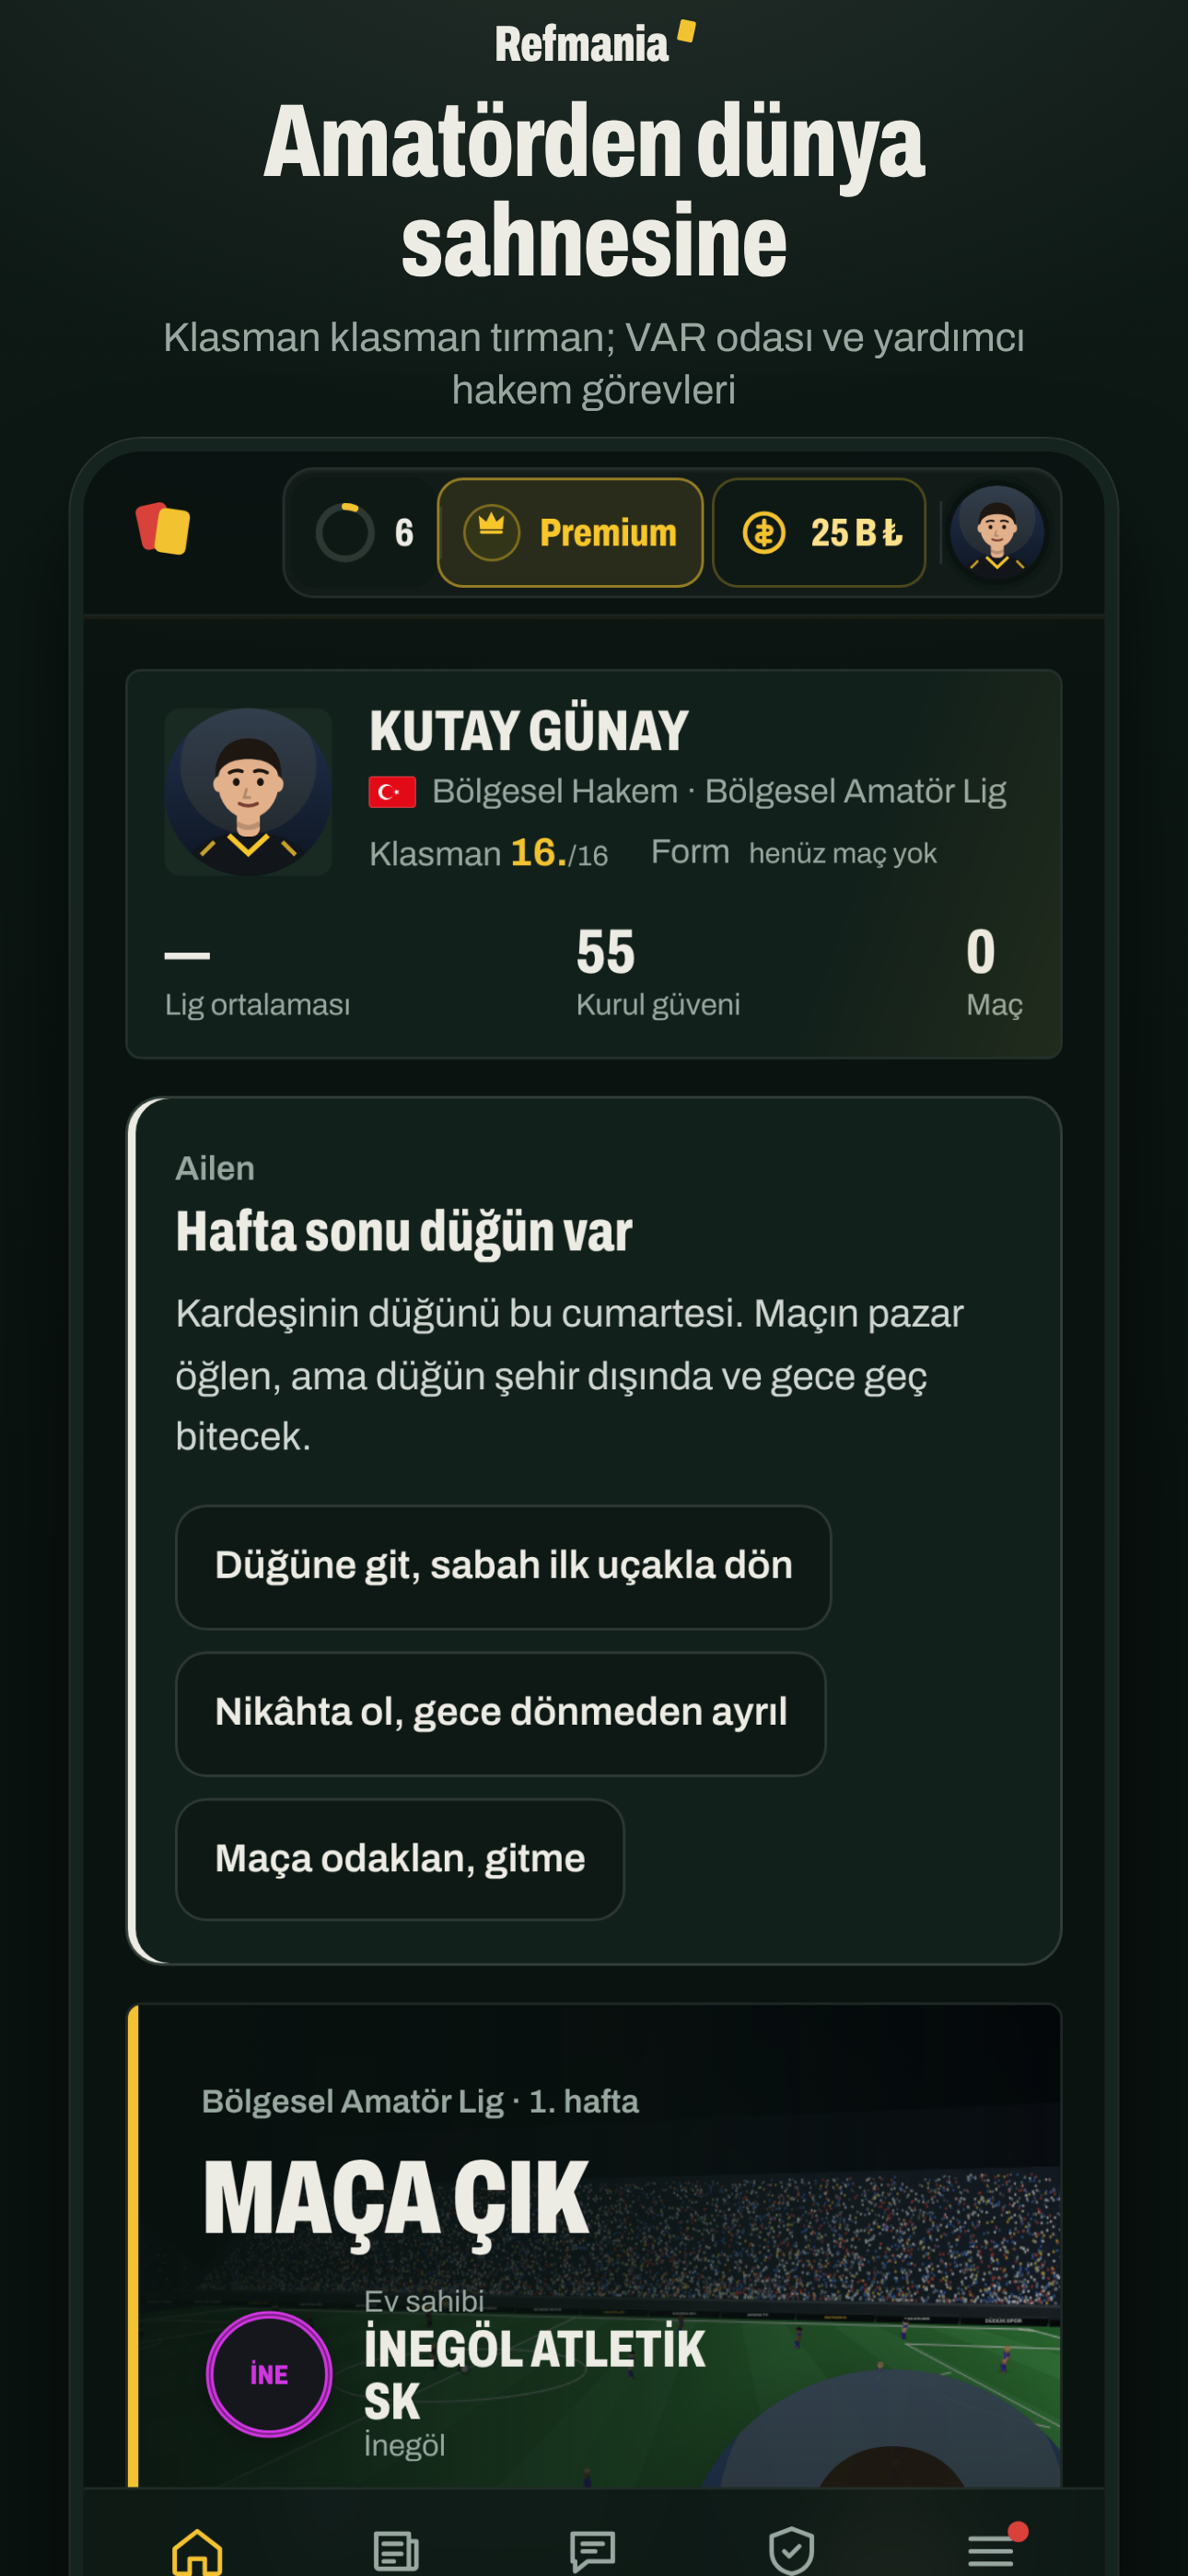 Refmania
Amatörden dünya
sahnesine
Klasman klasman tırman; VAR odası ve yardımcı
hakem görevleri
6 Premium 25 B ₺
KUTAY GÜNAY
Bölgesel Hakem · Bölgesel Amatör Lig
Klasman 16./16 Form henüz maç yok
— 55 0
Lig ortalaması Kurul güveni Maç
Ailen
Hafta sonu düğün var
Kardeşinin düğünü bu cumartesi. Maçın pazar
öğlen, ama düğün şehir dışında ve gece geç
bitecek.
Düğüne git, sabah ilk uçakla dön
Nikâhta ol, gece dönmeden ayrıl
Maça odaklan, gitme
Bölgesel Amatör Lig · 1. hafta
MAÇA ÇIK
Ev sahibi
İNE
İNEGÖL ATLETİK
SK
İnegöl